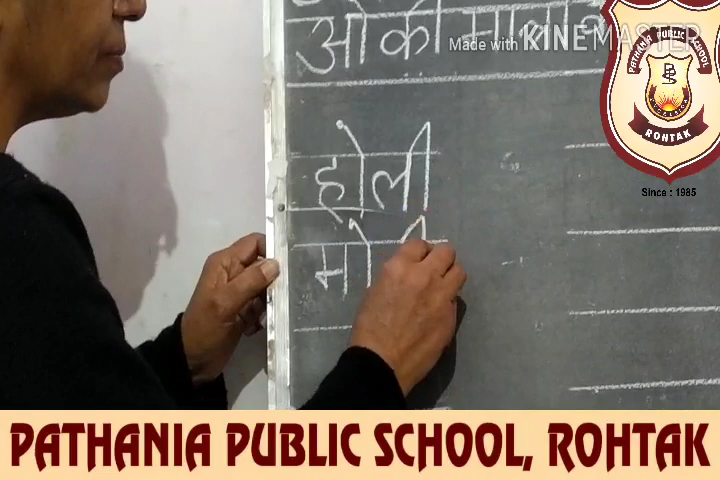 ओ की मात्रा
Made with KINEMASTER
PATHANIA PUBLIC SCHOOL
ROHTAK
Since : 1985
होली
मो
PATHANIA PUBLIC SCHOOL, ROHTAK